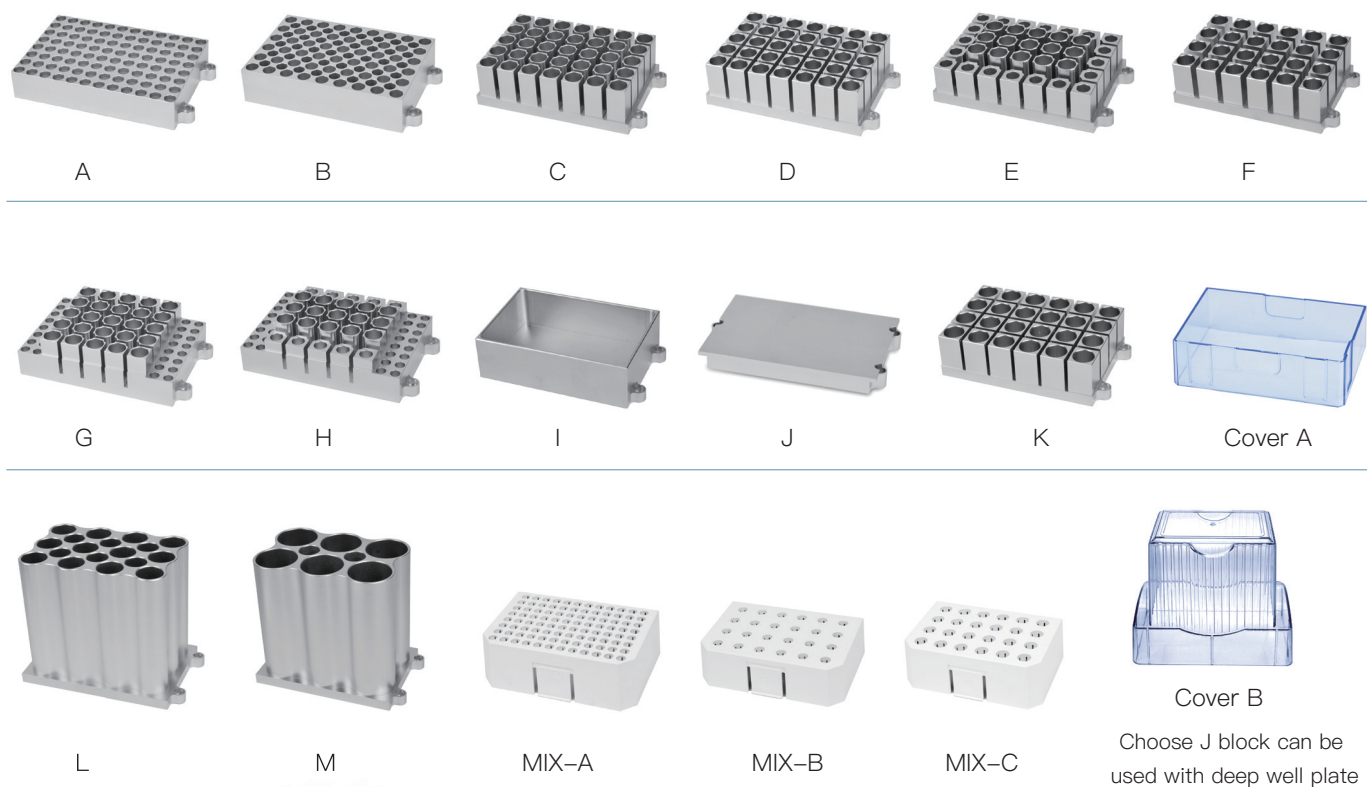 A
B
C
D
E
F
G
H
I
J
K
Cover A
L
M
MIX–A
MIX–B
MIX–C
Cover B
Choose J block can be
used with deep well plate